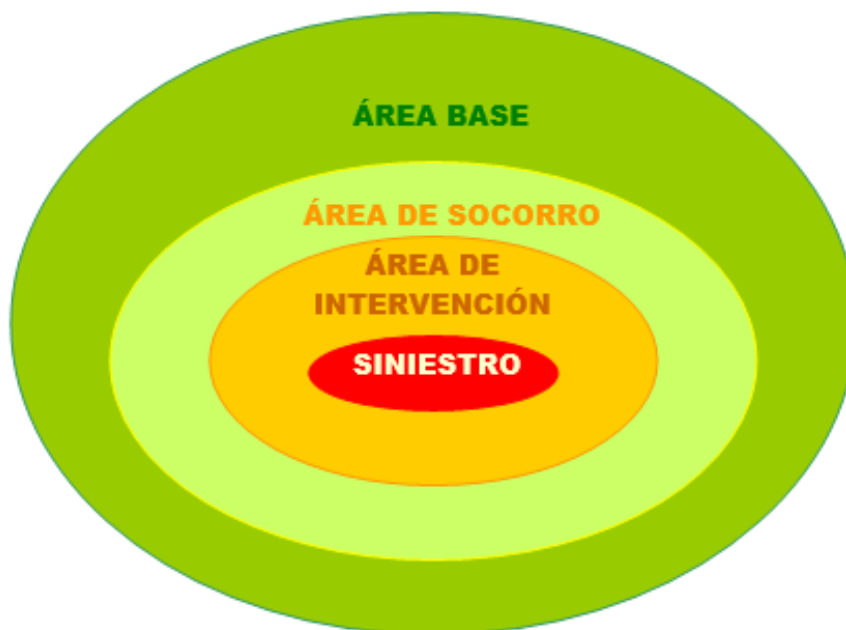 ÁREA BASE
ÁREA DE SOCORRO
ÁREA DE
INTERVENCIÓN
SINIESTRO